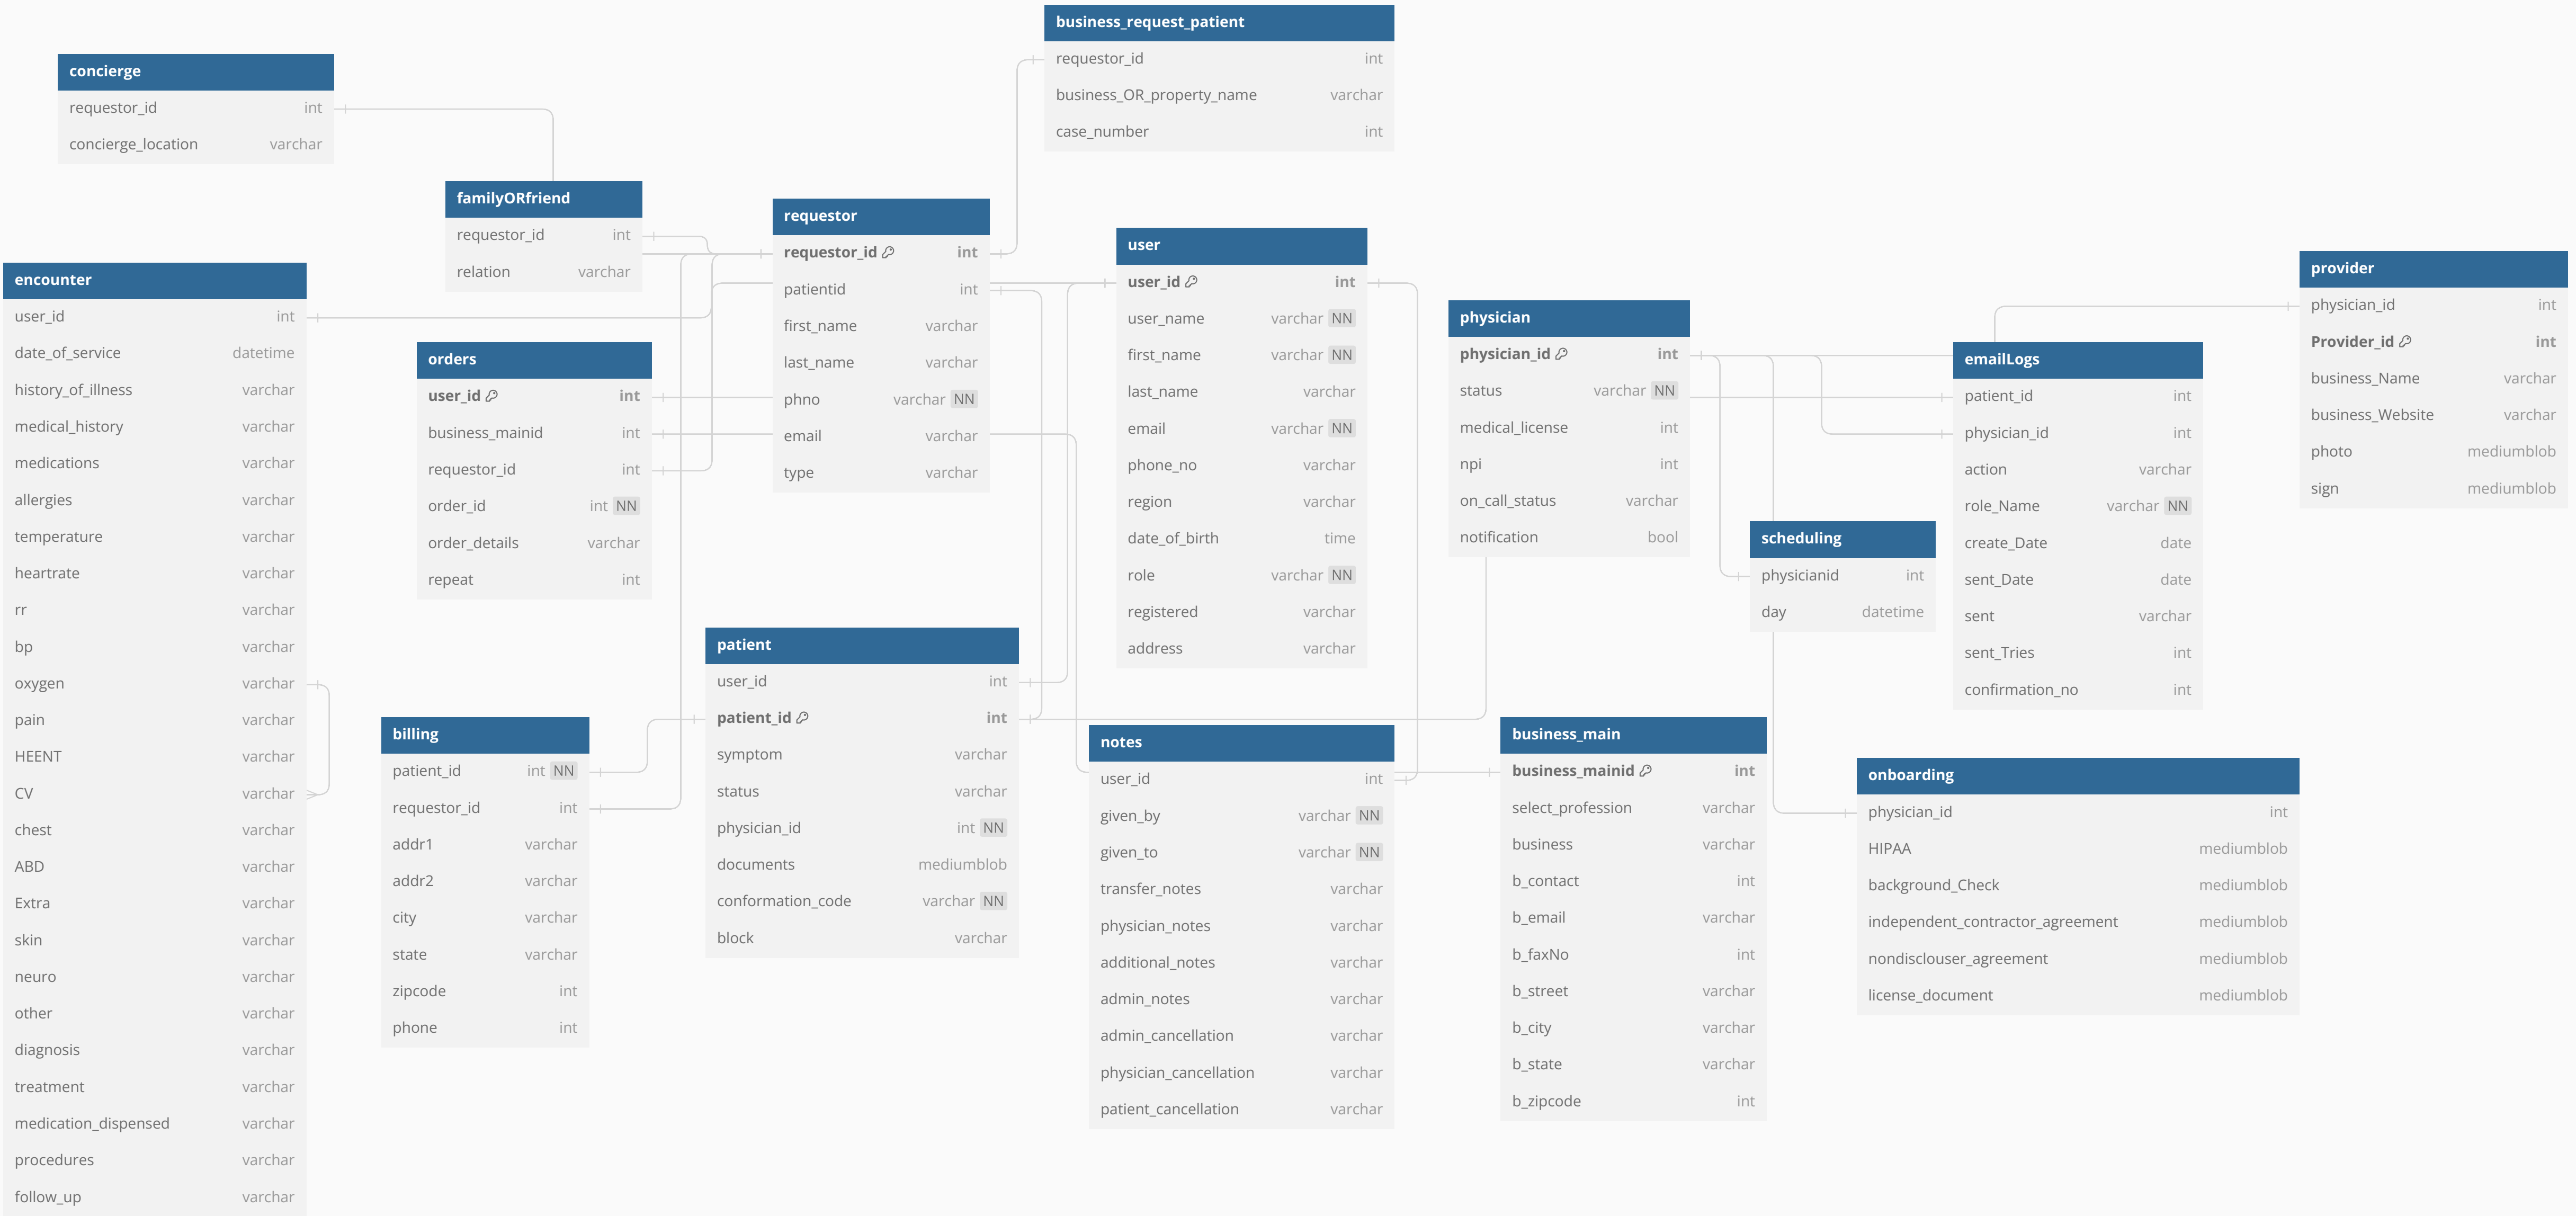 business_request_patient
requestor_id int
business_OR_property_name varchar
case_number int
concierge
requestor_id int
concierge_location varchar
familyORfriend
requestor_id int
relation varchar
requestor
requestor_id int
patientid int
first_name varchar
last_name varchar
phno varchar NN
email varchar
type varchar
user
user_id int
user_name varchar NN
first_name varchar NN
last_name varchar
email varchar NN
phone_no varchar
region varchar
date_of_birth time
role varchar NN
registered varchar
address varchar
provider
physician_id int
Provider_id int
business_Name varchar
business_Website varchar
photo mediumblob
sign mediumblob
encounter
user_id int
date_of_service datetime
history_of_illness varchar
medical_history varchar
medications varchar
allergies varchar
temperature varchar
heartrate varchar
rr varchar
bp varchar
oxygen varchar
pain varchar
HEENT varchar
CV varchar
chest varchar
ABD varchar
Extra varchar
skin varchar
neuro varchar
other varchar
diagnosis varchar
treatment varchar
medication_dispensed varchar
procedures varchar
follow_up varchar
physician
physician_id int
status varchar NN
medical_license int
npi int
on_call_status varchar
notification bool
orders
user_id int
business_mainid int
requestor_id int
order_id int NN
order_details varchar
repeat int
emailLogs
patient_id int
physician_id int
action varchar
role_Name varchar NN
create_Date date
sent_Date date
sent varchar
sent_Tries int
confirmation_no int
scheduling
physicianid int
day datetime
patient
user_id int
patient_id int
symptom varchar
status varchar
physician_id int NN
documents mediumblob
conformation_code varchar NN
block varchar
billing
patient_id int NN
requestor_id int
addr1 varchar
addr2 varchar
city varchar
state varchar
zipcode int
phone int
notes
user_id int
given_by varchar NN
given_to varchar NN
transfer_notes varchar
physician_notes varchar
additional_notes varchar
admin_notes varchar
admin_cancellation varchar
physician_cancellation varchar
patient_cancellation varchar
business_main
business_mainid int
select_profession varchar
business varchar
b_contact int
b_email varchar
b_faxNo int
b_street varchar
b_city varchar
b_state varchar
b_zipcode int
onboarding
physician_id int
HIPAA mediumblob
background_Check mediumblob
independent_contractor_agreement mediumblob
nondisclouser_agreement mediumblob
license_document mediumblob